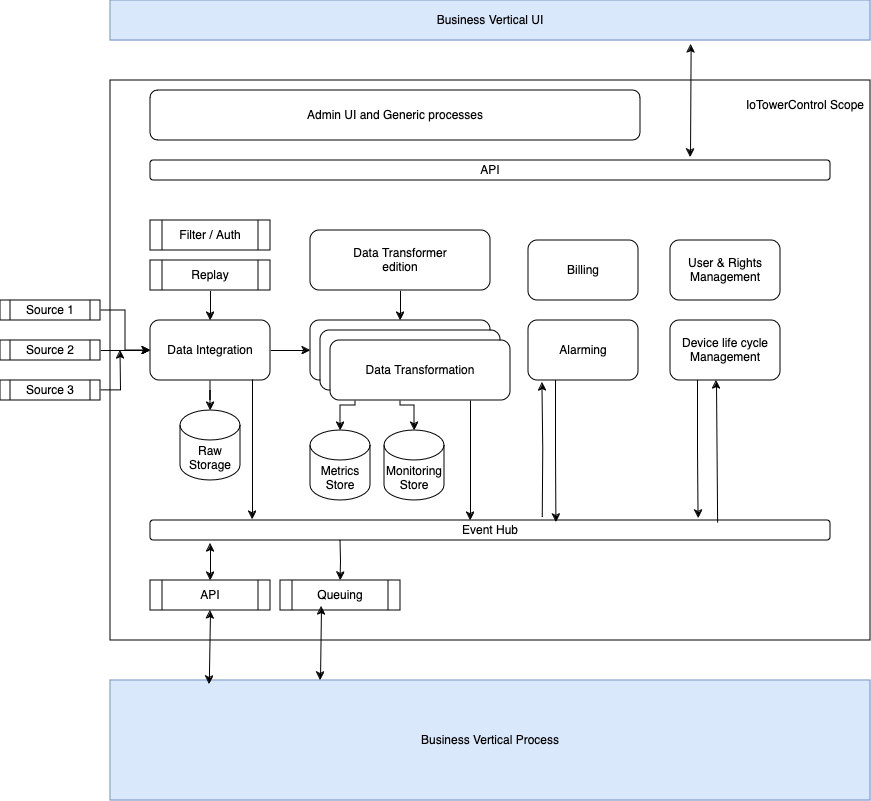 Business Vertical UI
IoTowerControl Scope
Admin UI and Generic processes
API
Filter / Auth
Replay
Data Transformer
edition
Billing
User & Rights
Management
Source 1
Source 2
Source 3
Data Integration
Data Transformation
Alarming
Device life cycle
Management
Raw
Storage
Metrics
Store
Monitoring
Store
Event Hub
API
Queuing
Business Vertical Process